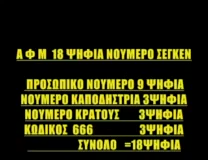 Α Φ Μ 18 ΨΗΦΙΑ ΝΟΥΜΕΡΟ ΣΕΓΚΕΝ
ΠΡΟΣΩΠΙΚΟ ΝΟΥΜΕΡΟ 9 ΨΗΦΙΑ
ΝΟΥΜΕΡΟ ΚΑΠΟΔΗΣΤΡΙΑ 3ΨΗΦΙΑ
ΝΟΥΜΕΡΟ ΚΡΑΤΟΥΣ 3ΨΗΦΙΑ
ΚΩΔΙΚΟΣ 666 3ΨΗΦΙΑ
ΣΥΝΟΛΟ =18ΨΗΦΙΑ